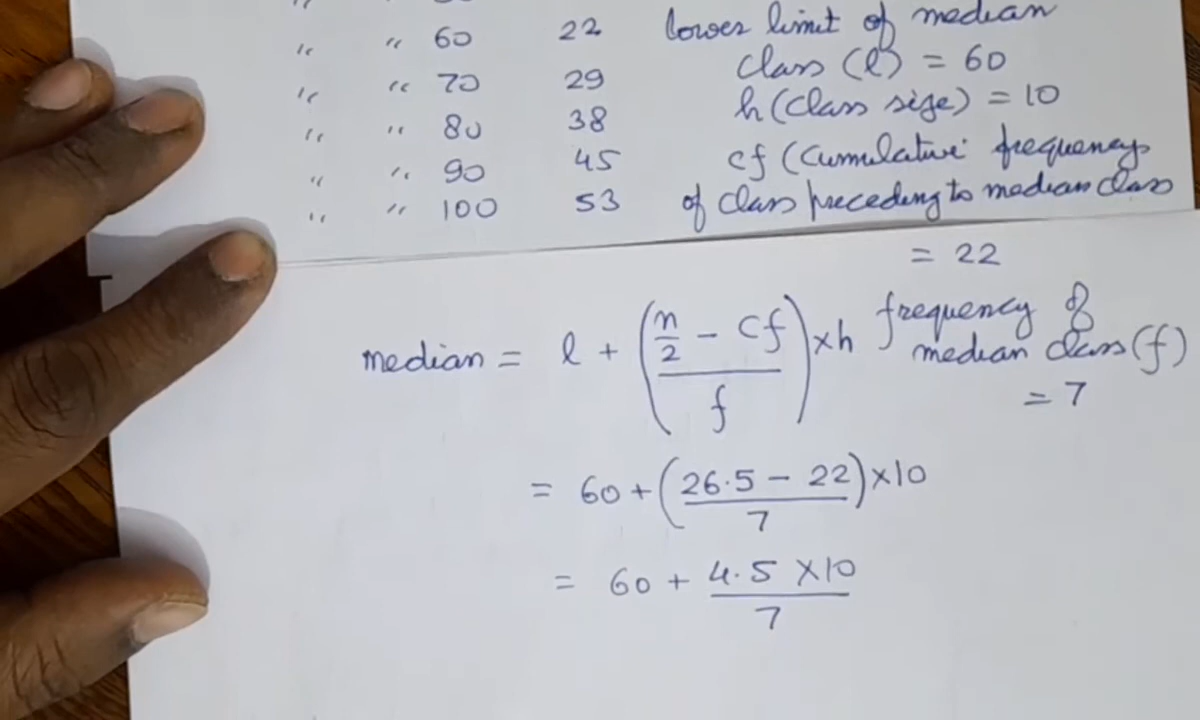 " " 60 22 lower limit of median
class (l) = 60
" " 70 29
h (class size) = 10
" " 80 38
cf (cumulative frequency
" " 90 45
of class preceding to median class
" " 100 53
= 22
frequency of
median class (f)
= 7
median = l + ( n/2 - cf / f ) × h
= 60 + ( 26.5 - 22 / 7 ) × 10
= 60 + 4.5 × 10 / 7